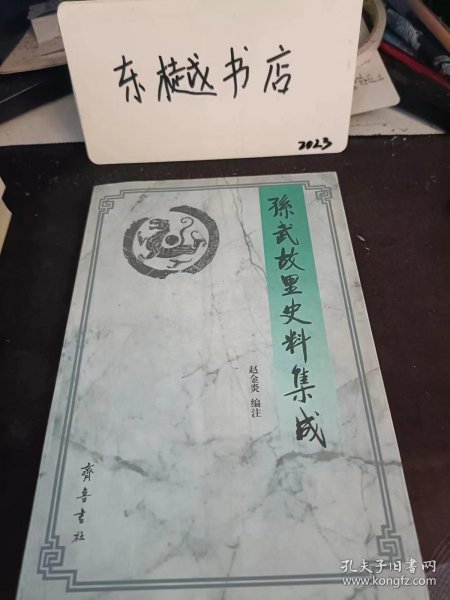 东樾书店
2023
孫武故里史料集成
赵金炎 编注
齊鲁書社
孔夫子旧书网
www.kongfz.com